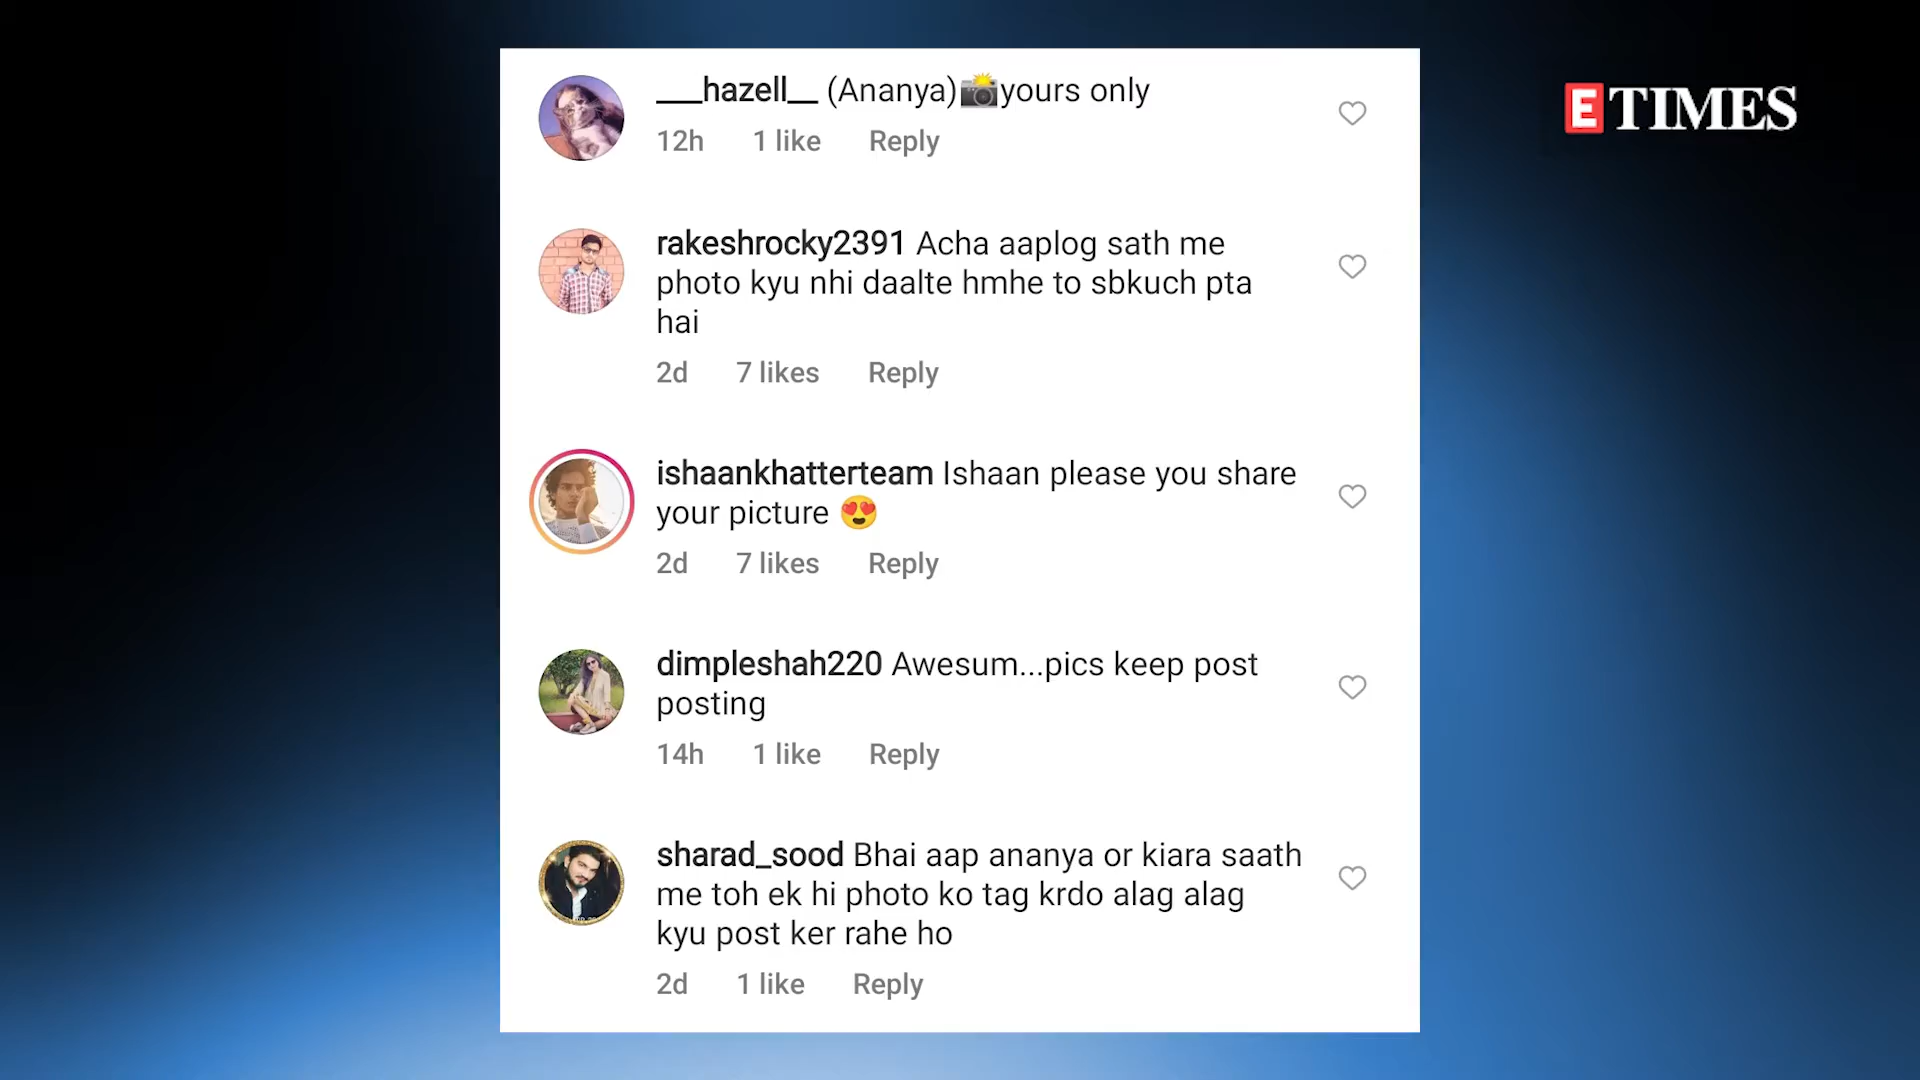 ___hazell__ (Ananya)📸yours only
12h 1 like Reply
ETIMES
rakeshrocky2391 Acha aaplog sath me
photo kyu nhi daalte hmhe to sbkuch pta
hai
2d 7 likes Reply
ishaankhatterteam Ishaan please you share
your picture 😍
2d 7 likes Reply
dimpleshah220 Awesum...pics keep post
posting
14h 1 like Reply
sharad_sood Bhai aap ananya or kiara saath
me toh ek hi photo ko tag krdo alag alag
kyu post ker rahe ho
2d 1 like Reply